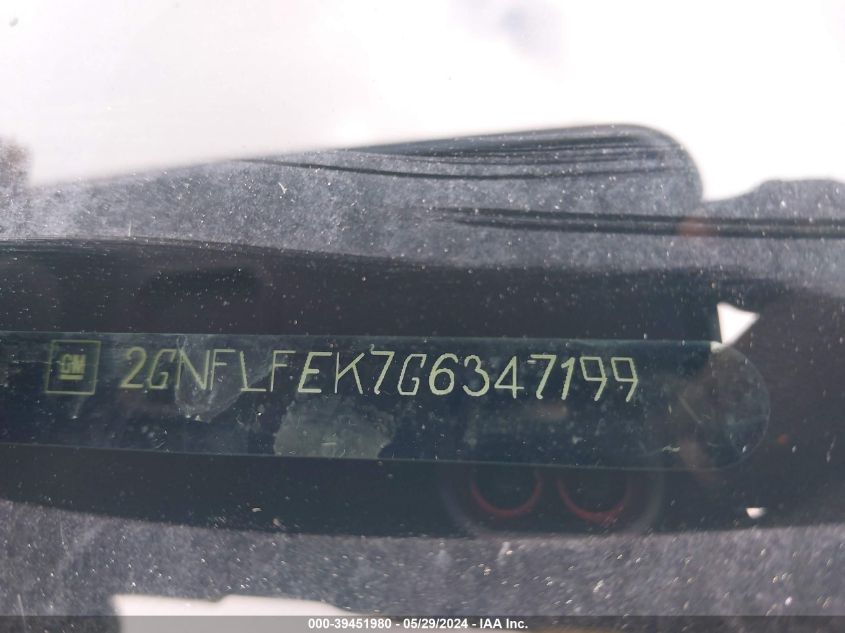 GM 2GNFLFEK7G6347199
000-39451980 - 05/29/2024 - IAA Inc.